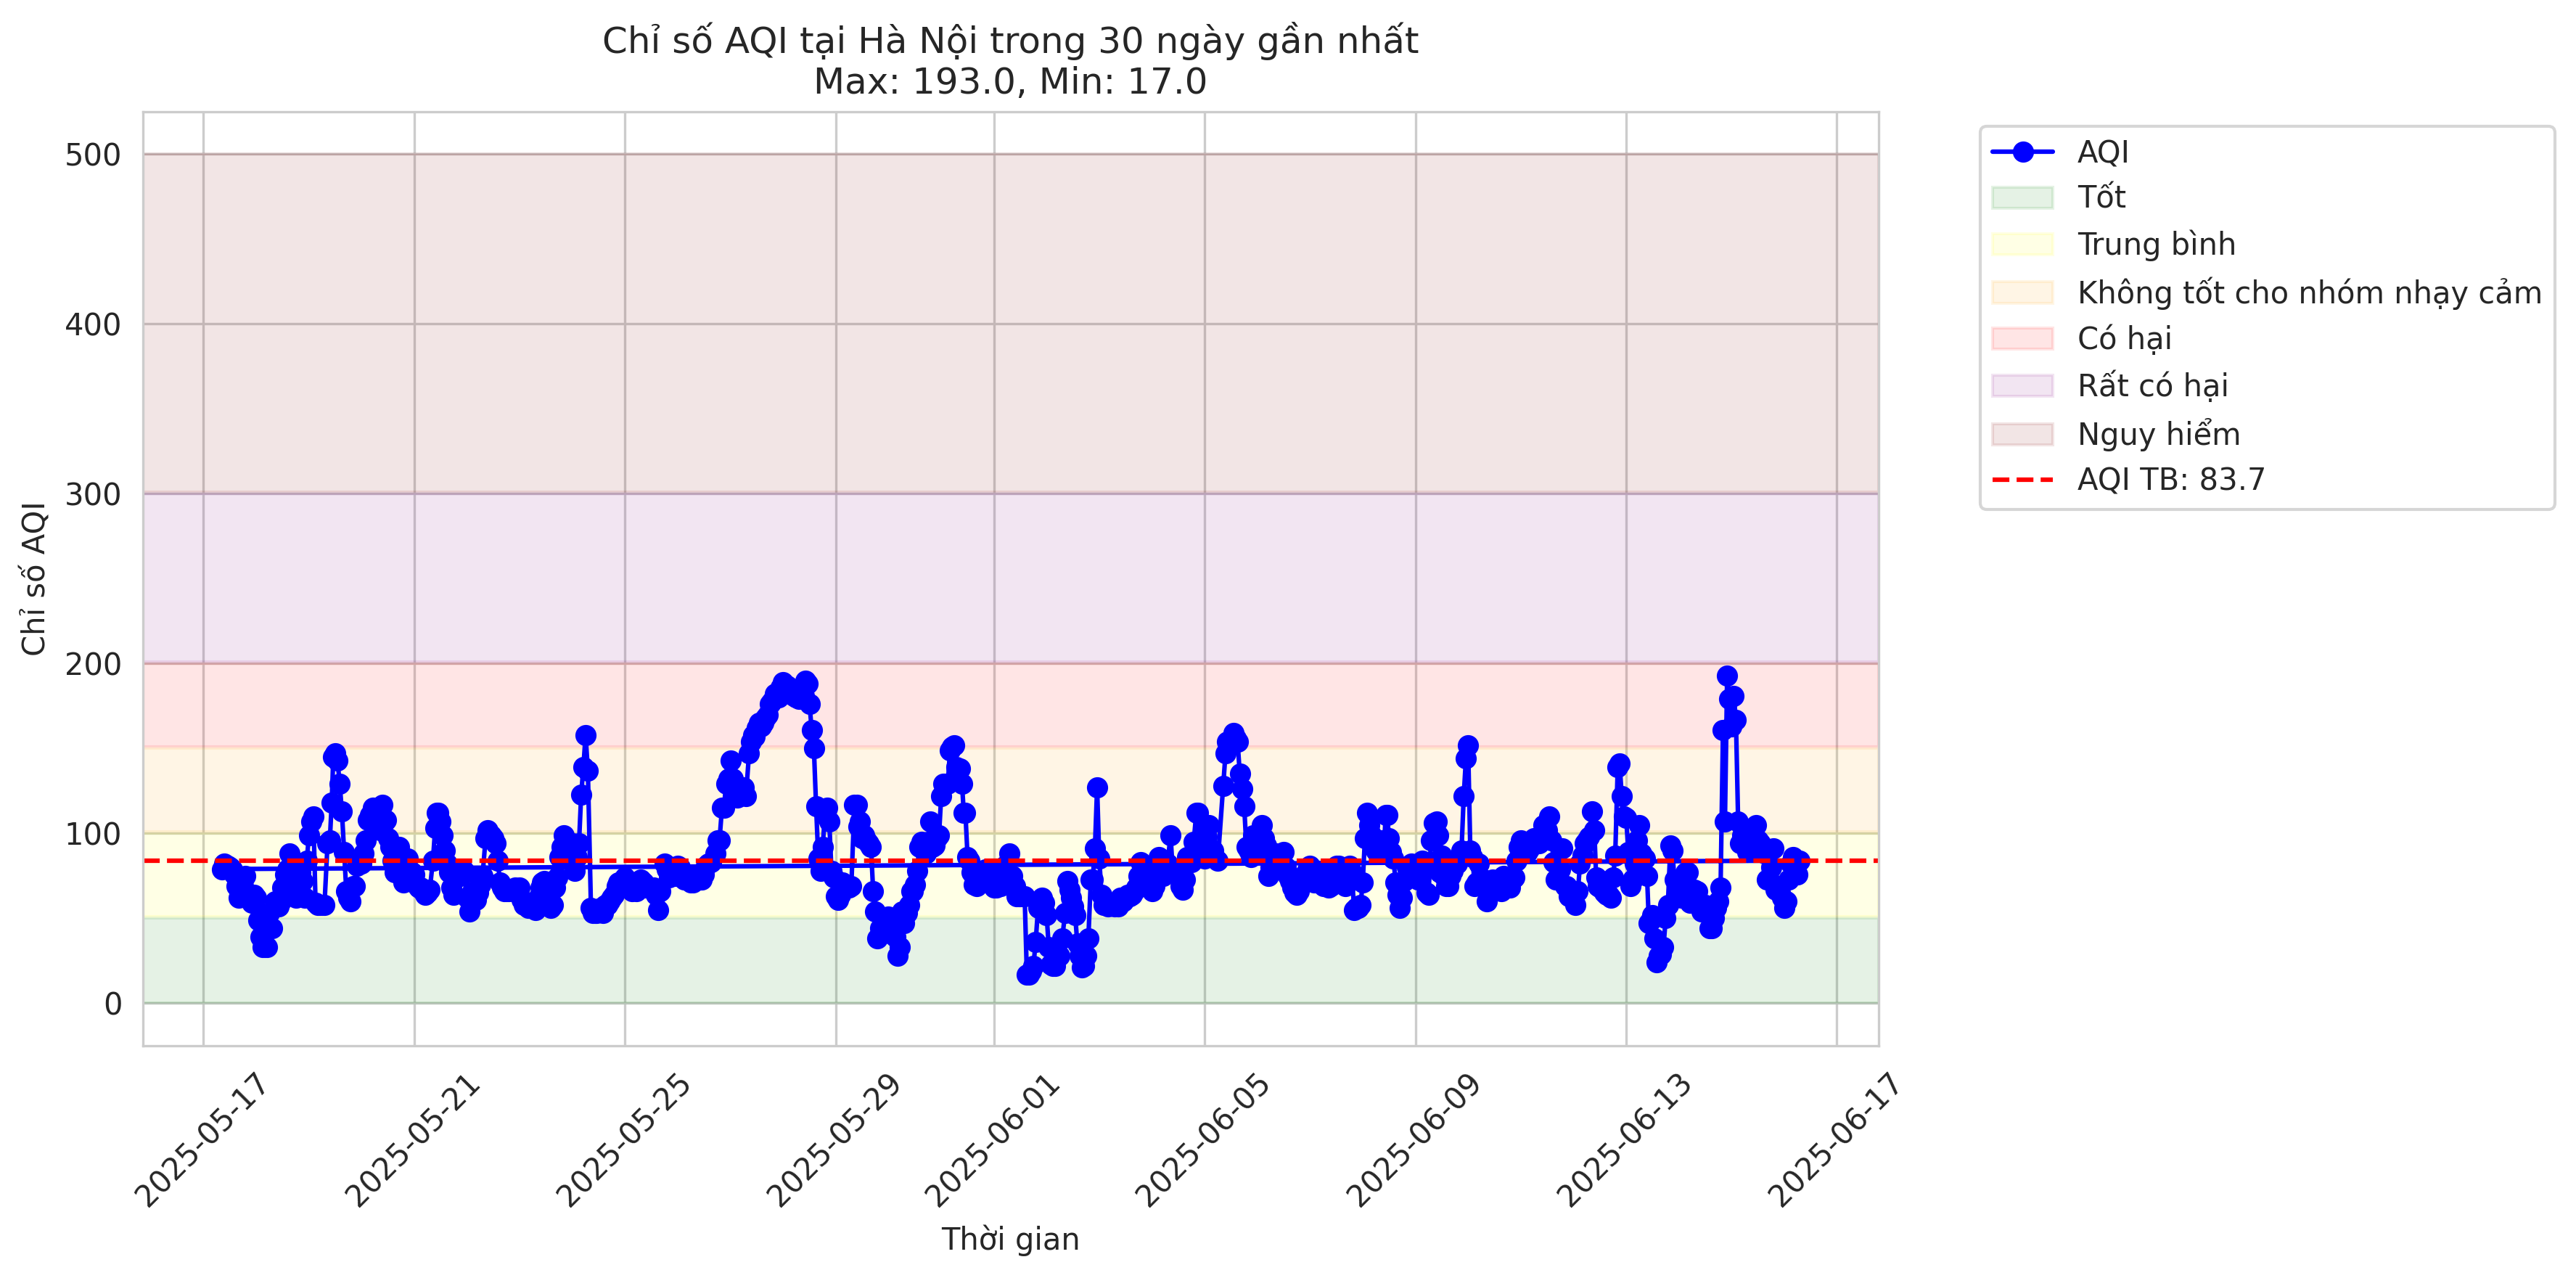 Chỉ số AQI tại Hà Nội trong 30 ngày gần nhất
Max: 193.0, Min: 17.0
Chỉ số AQI
500
400
300
200
100
0
2025-05-17
2025-05-21
2025-05-25
2025-05-29
2025-06-01
2025-06-05
2025-06-09
2025-06-13
2025-06-17
Thời gian
AQI
Tốt
Trung bình
Không tốt cho nhóm nhạy cảm
Có hại
Rất có hại
Nguy hiểm
AQI TB: 83.7